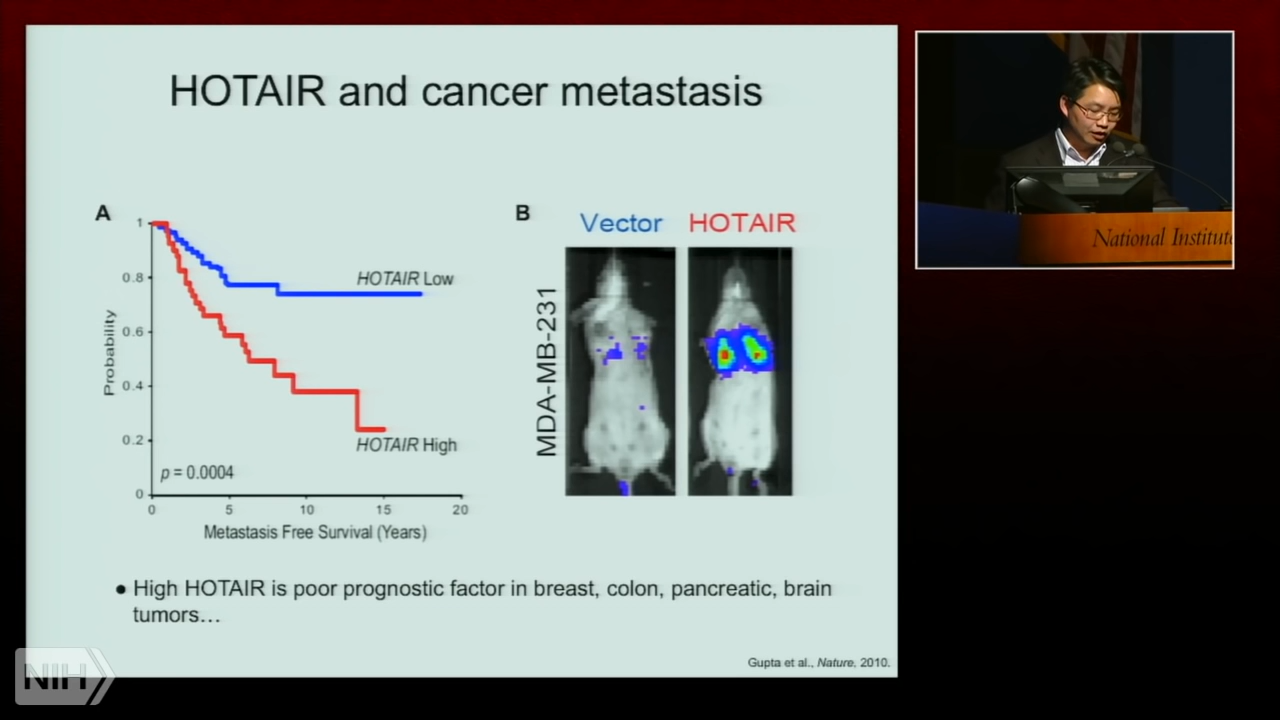 HOTAIR and cancer metastasis
A
1
0.8
0.6
0.4
0.2
0
Probability
HOTAIR Low
HOTAIR High
p = 0.0004
0 5 10 15 20
Metastasis Free Survival (Years)
B
Vector HOTAIR
MDA-MB-231
● High HOTAIR is poor prognostic factor in breast, colon, pancreatic, brain
tumors…
Gupta et al., Nature, 2010.
National Institute
NIH